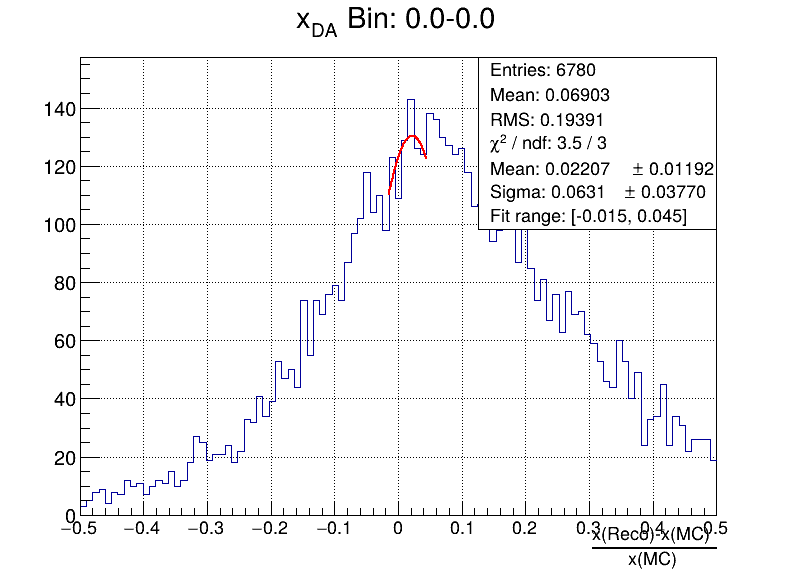 x_DA Bin: 0.0-0.0
Entries: 6780
Mean: 0.06903
RMS: 0.19391
χ² / ndf: 3.5 / 3
Mean: 0.02207 ± 0.01192
Sigma: 0.0631 ± 0.03770
Fit range: [-0.015, 0.045]
140
120
100
80
60
40
20
0
−0.5 −0.4 −0.3 −0.2 −0.1 0 0.1 0.2 0.3 0.4 0.5
x(Reco)-x(MC)
x(MC)